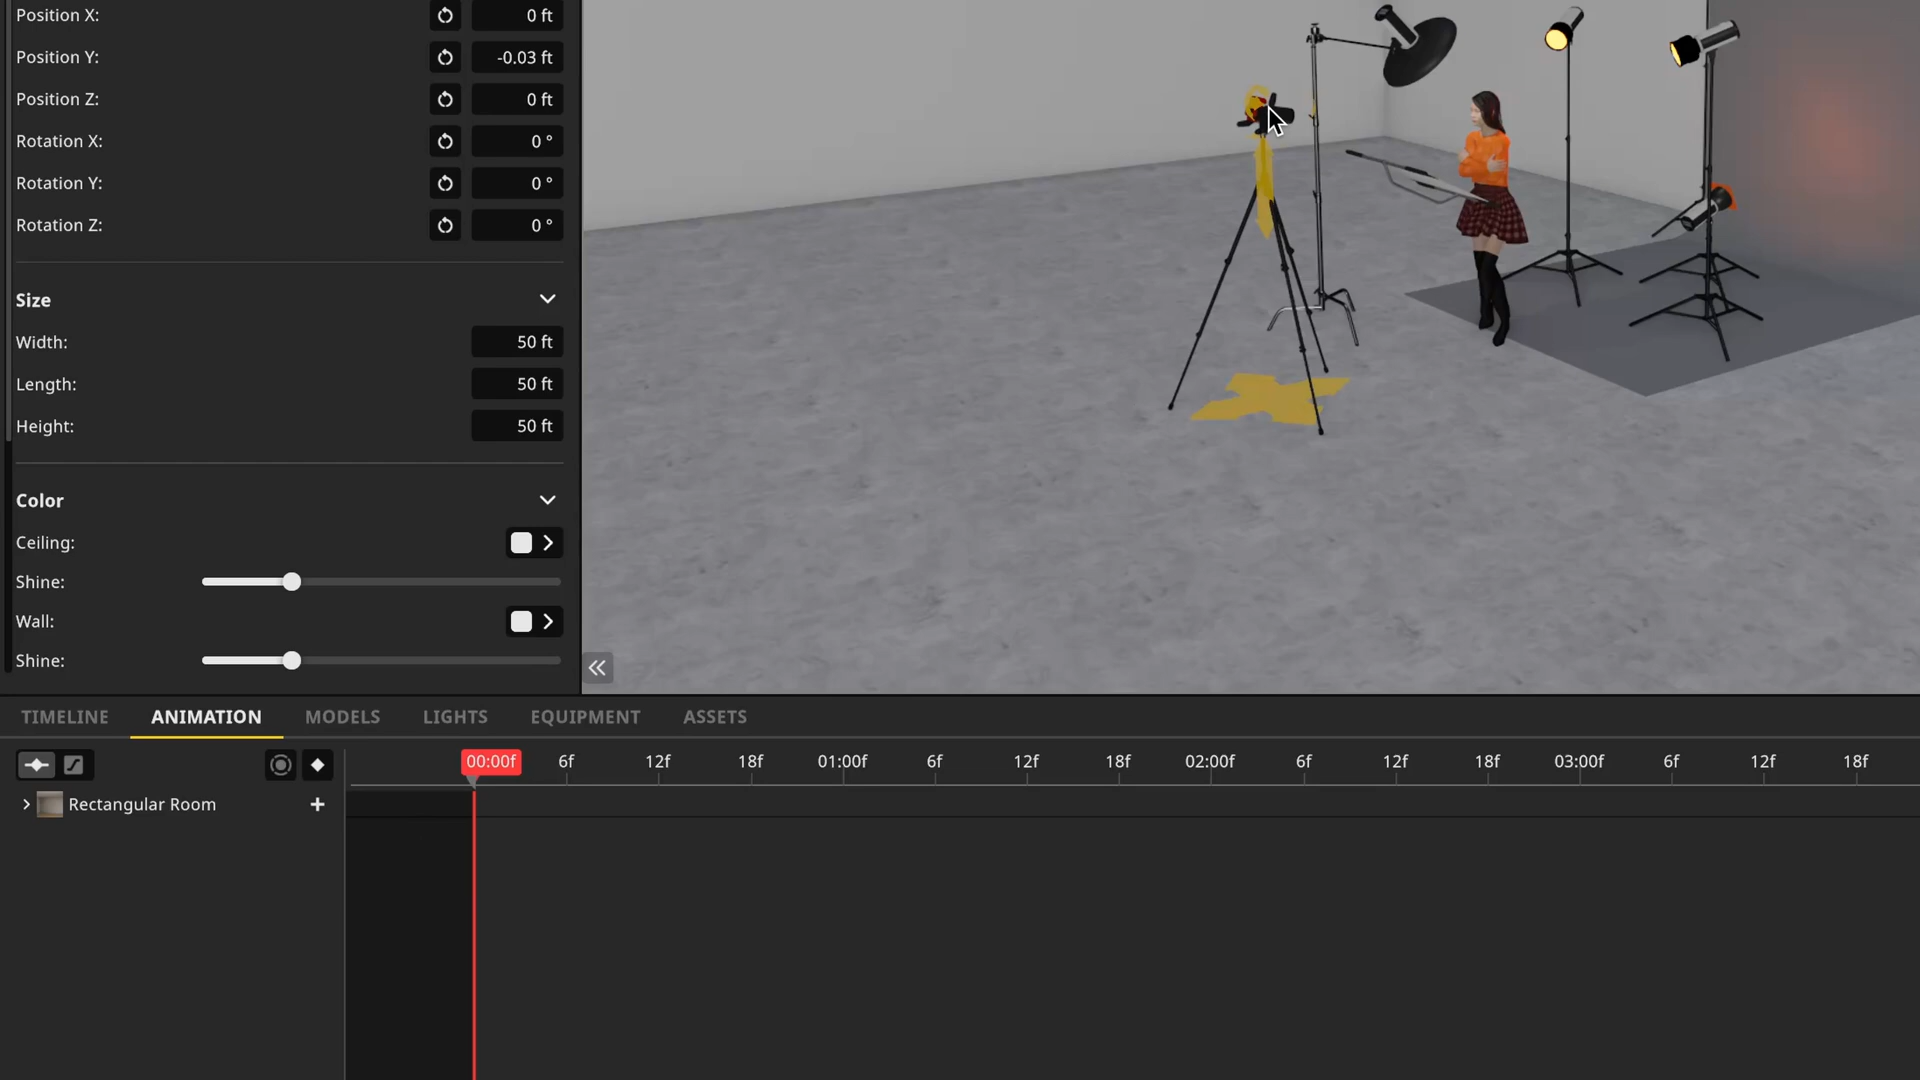 Position X: 0 ft
Position Y: -0.03 ft
Position Z: 0 ft
Rotation X: 0 °
Rotation Y: 0 °
Rotation Z: 0 °
Size
Width: 50 ft
Length: 50 ft
Height: 50 ft
Color
Ceiling:
Shine:
Wall:
Shine:
TIMELINE ANIMATION MODELS LIGHTS EQUIPMENT ASSETS
00:00f 6f 12f 18f 01:00f 6f 12f 18f 02:00f 6f 12f 18f 03:00f 6f 12f 18f
Rectangular Room